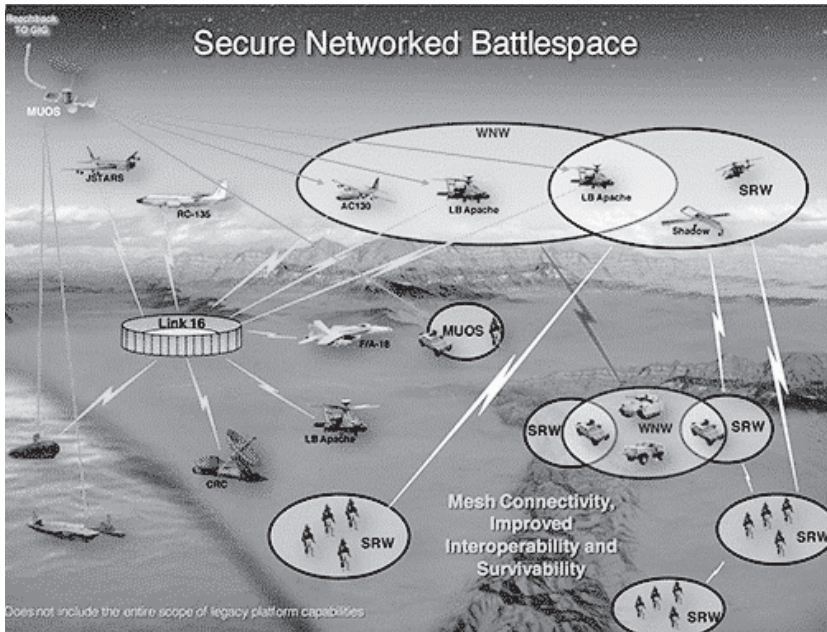 Reachback
TO GIG
Secure Networked Battlespace
MUOS
WNW
JSTARS
RC-135
AC130
LB Apache
LB Apache
SRW
Shadow
Link 16
F/A-18
MUOS
LB Apache
CRC
SRW
WNW
SRW
Mesh Connectivity,
Improved
Interoperability and
Survivability
SRW
SRW
SRW
Does not include the entire scope of legacy platform capabilities